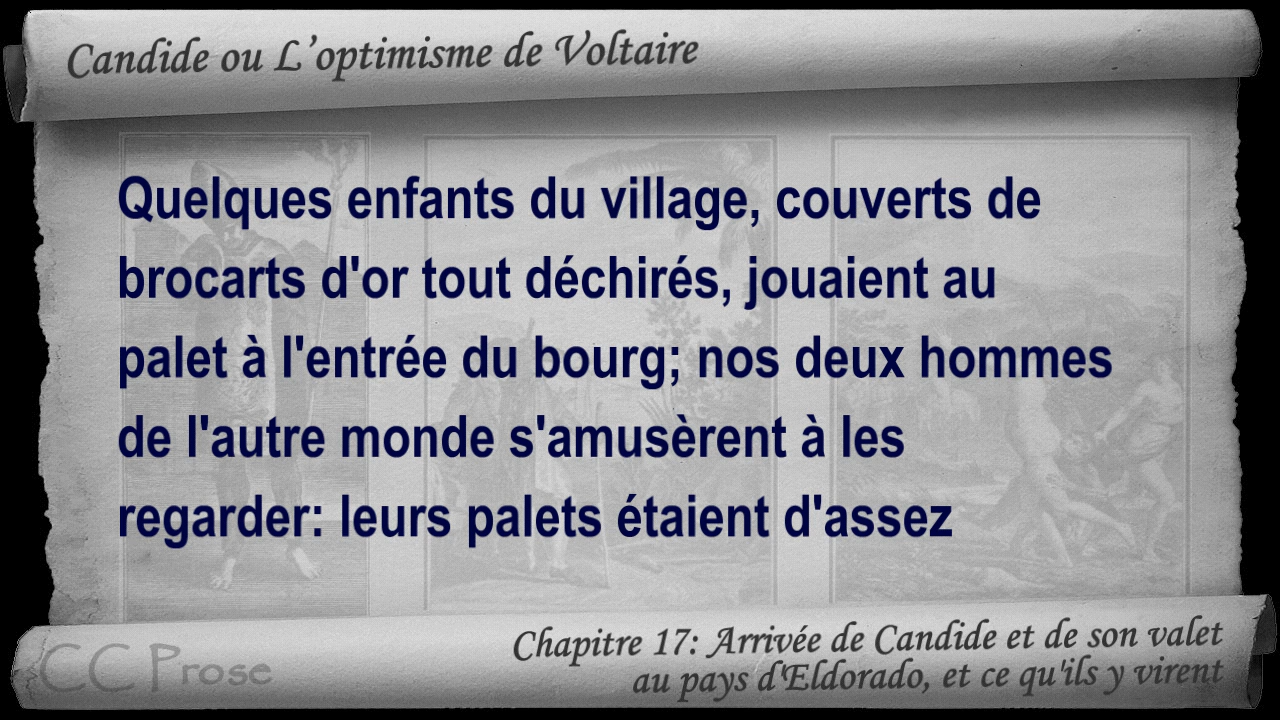 Candide ou L'optimisme de Voltaire
Quelques enfants du village, couverts de
brocarts d'or tout déchirés, jouaient au
palet à l'entrée du bourg; nos deux hommes
de l'autre monde s'amusèrent à les
regarder: leurs palets étaient d'assez
CC Prose
Chapitre 17: Arrivée de Candide et de son valet
au pays d'Eldorado, et ce qu'ils y virent